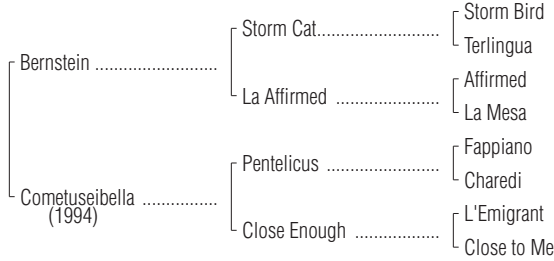 Storm Bird
Storm Cat..............................
Terlingua
Bernstein ..............................
Affirmed
La Affirmed ..........................
La Mesa
Fappiano
Pentelicus ............................
Charedi
Cometuseibella ..................
(1994)
L'Emigrant
Close Enough .....................
Close to Me